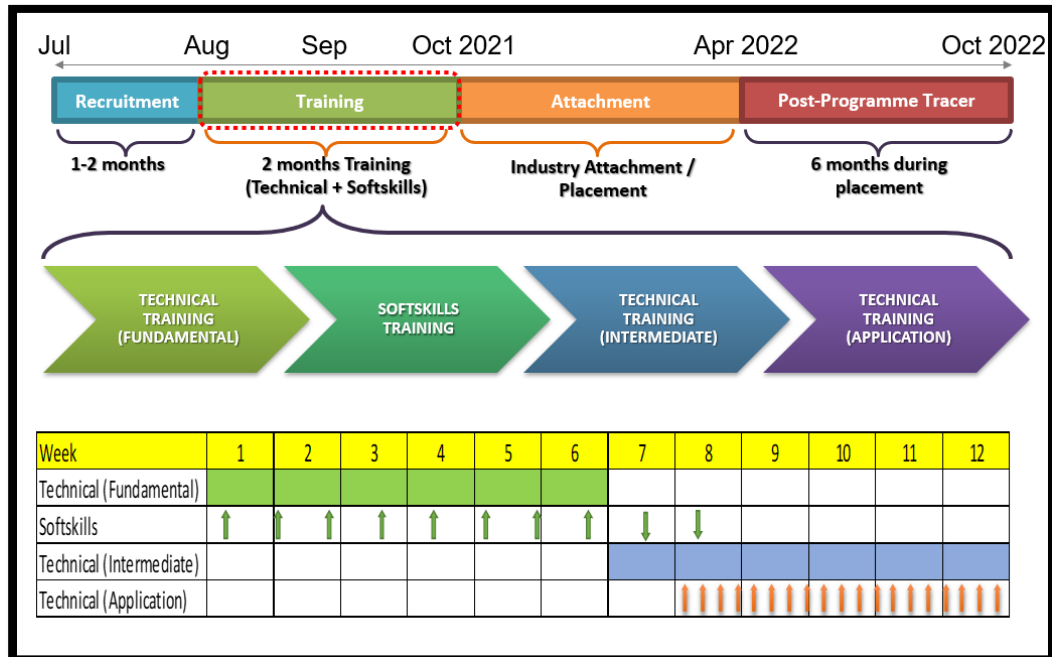 Jul Aug Sep Oct 2021 Apr 2022 Oct 2022
Recruitment Training Attachment Post-Programme Tracer
1-2 months 2 months Training Industry Attachment / 6 months during
(Technical + Softskills) Placement placement
TECHNICAL TRAINING (FUNDAMENTAL)
SOFTSKILLS TRAINING
TECHNICAL TRAINING (INTERMEDIATE)
TECHNICAL TRAINING (APPLICATION)
Week 1 2 3 4 5 6 7 8 9 10 11 12
Technical (Fundamental)
Softskills
Technical (Intermediate)
Technical (Application)